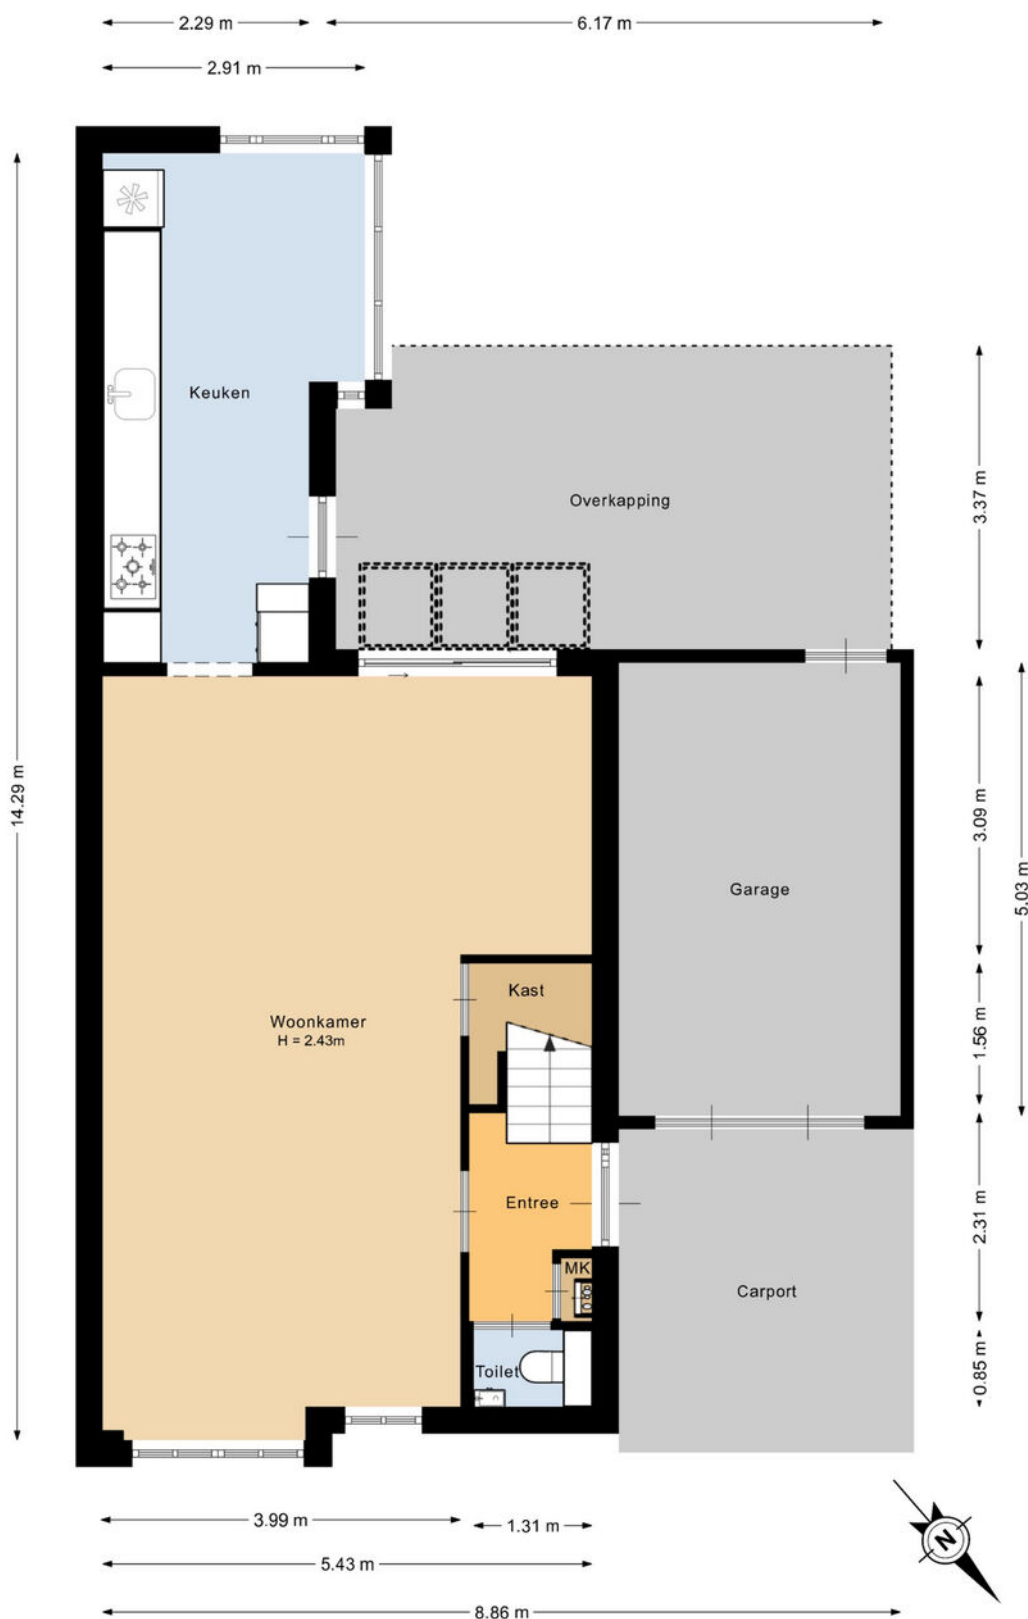 2.29 m
6.17 m
2.91 m
14.29 m
Keuken
Overkapping
3.37 m
3.09 m
5.03 m
Garage
Kast
Woonkamer
H = 2.43m
1.56 m
Entree
2.31 m
MK
Carport
Toilet
0.85 m
3.99 m
1.31 m
5.43 m
8.86 m
N